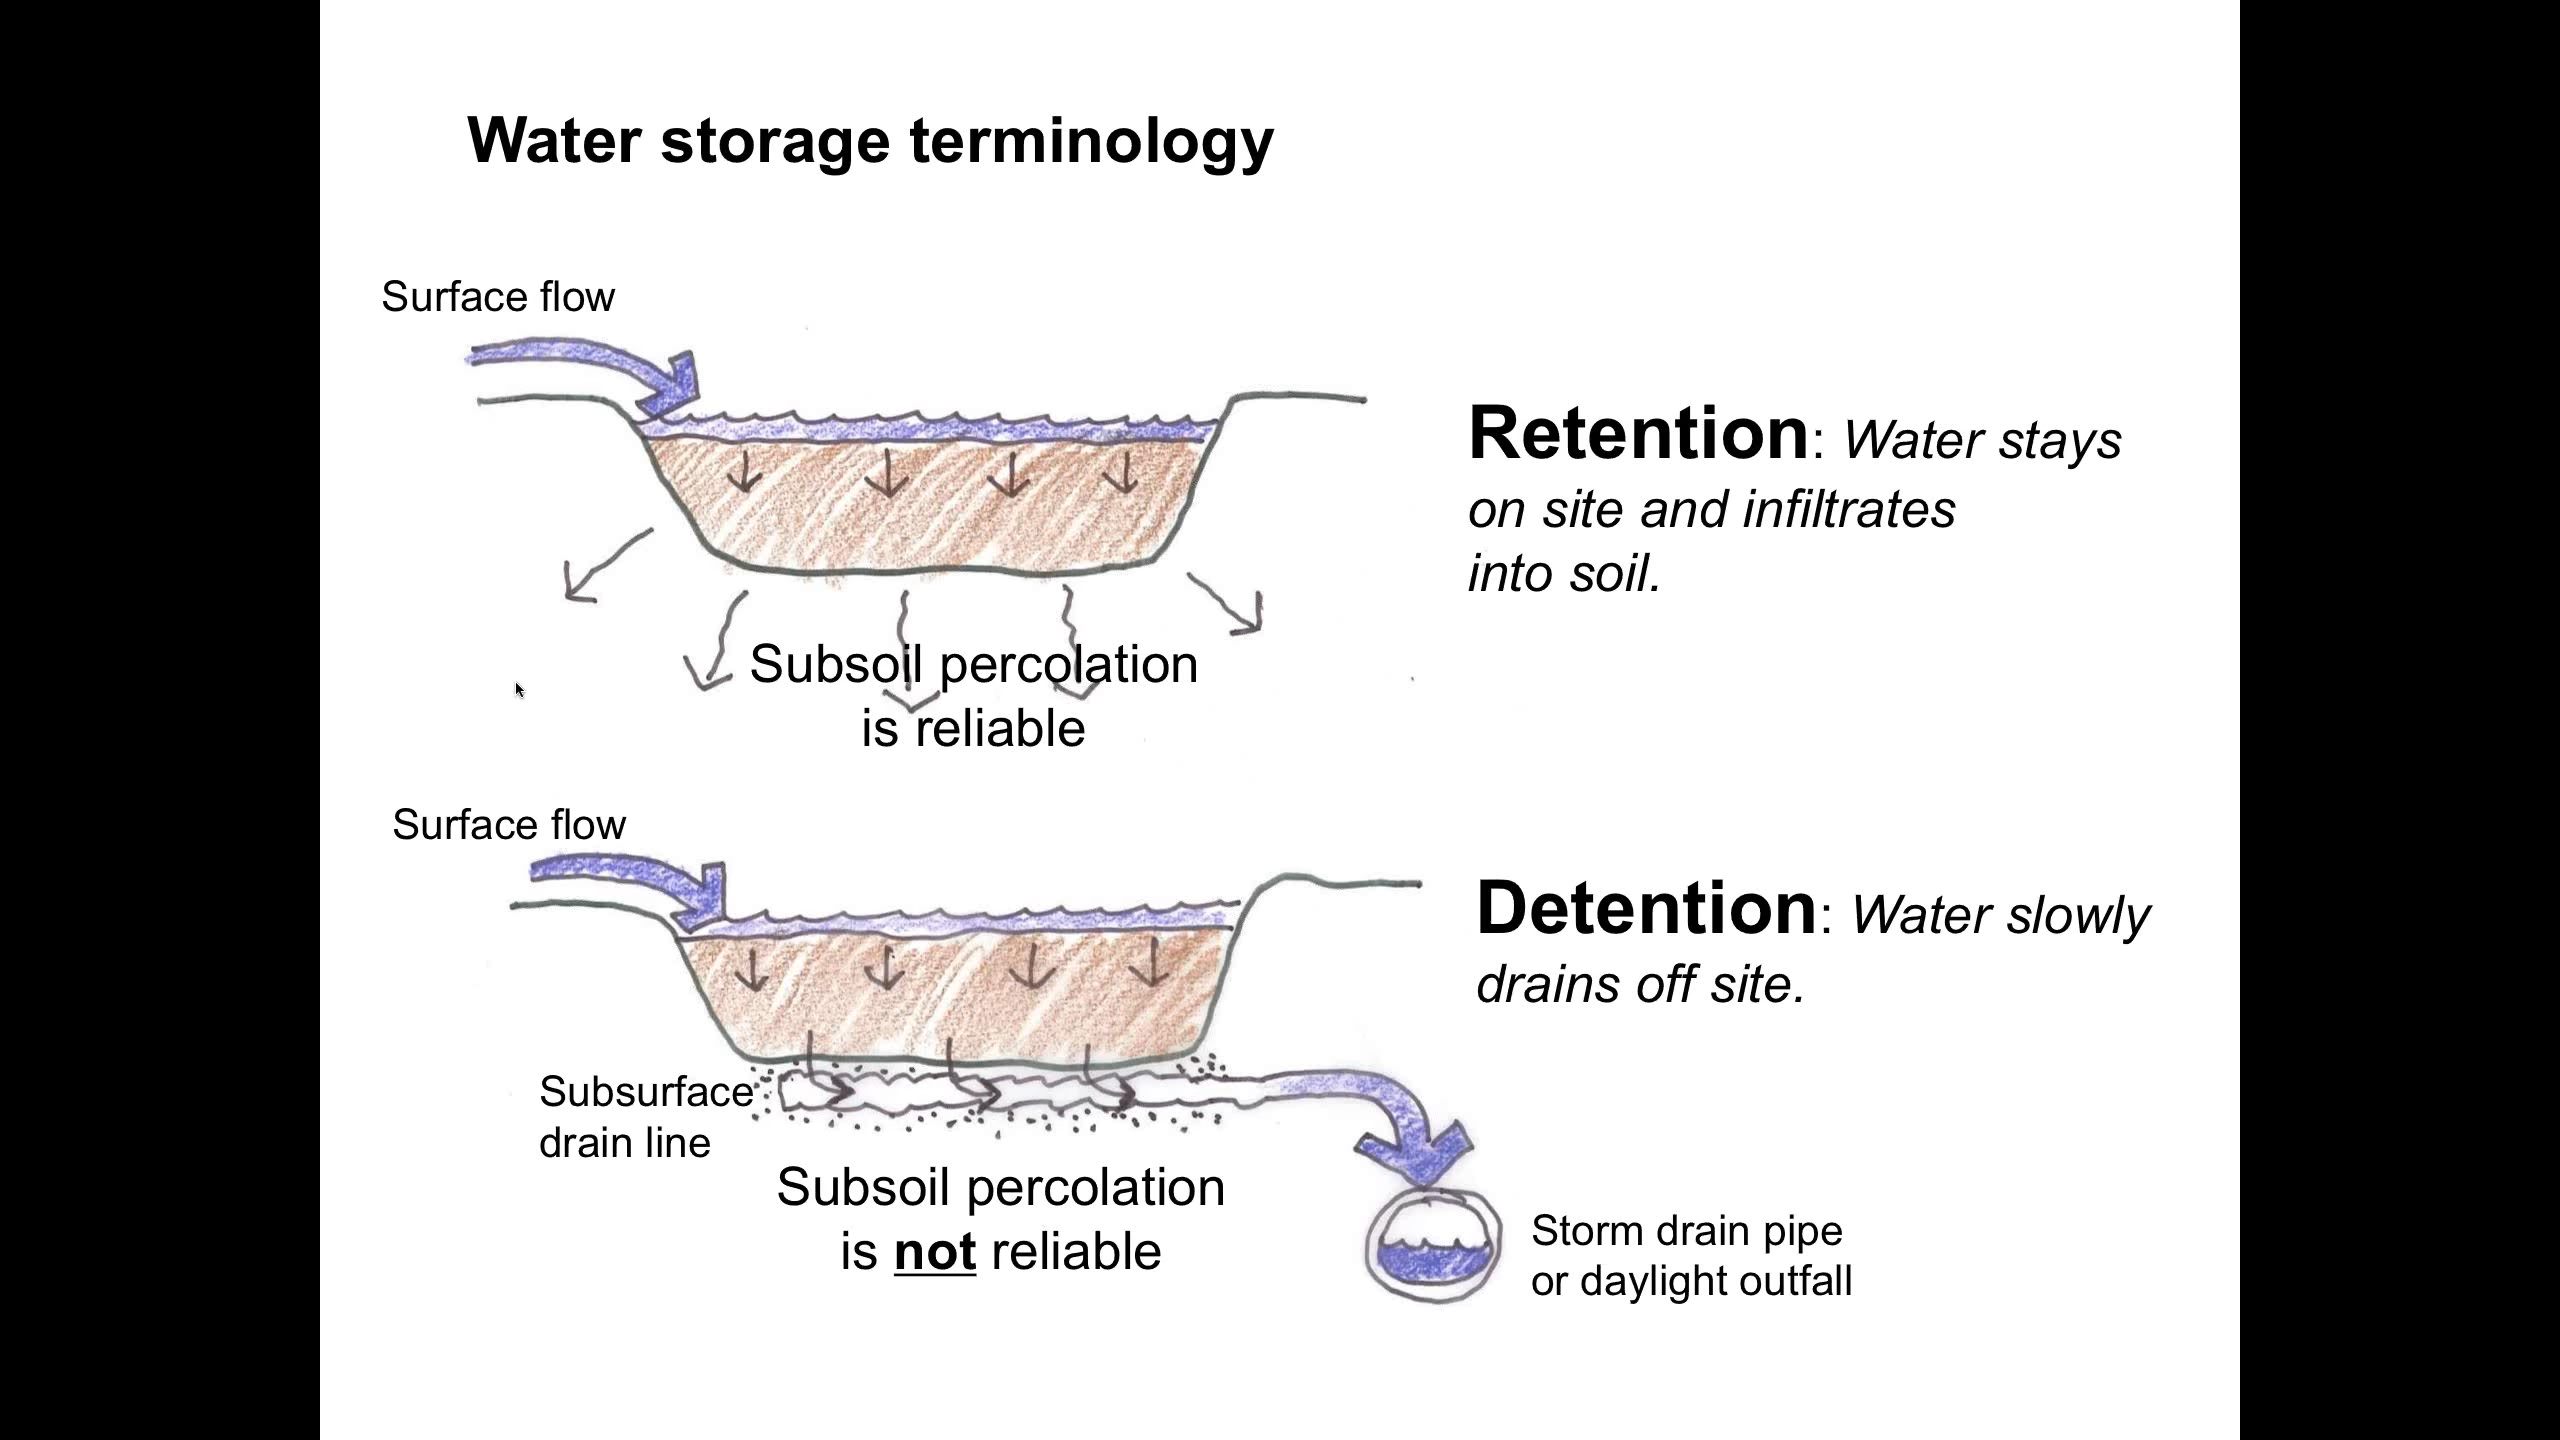 Water storage terminology
Surface flow
Retention: Water stays
on site and infiltrates
into soil.
Subsoil percolation
is reliable
Surface flow
Detention: Water slowly
drains off site.
Subsurface
drain line
Subsoil percolation
is not reliable
Storm drain pipe
or daylight outfall